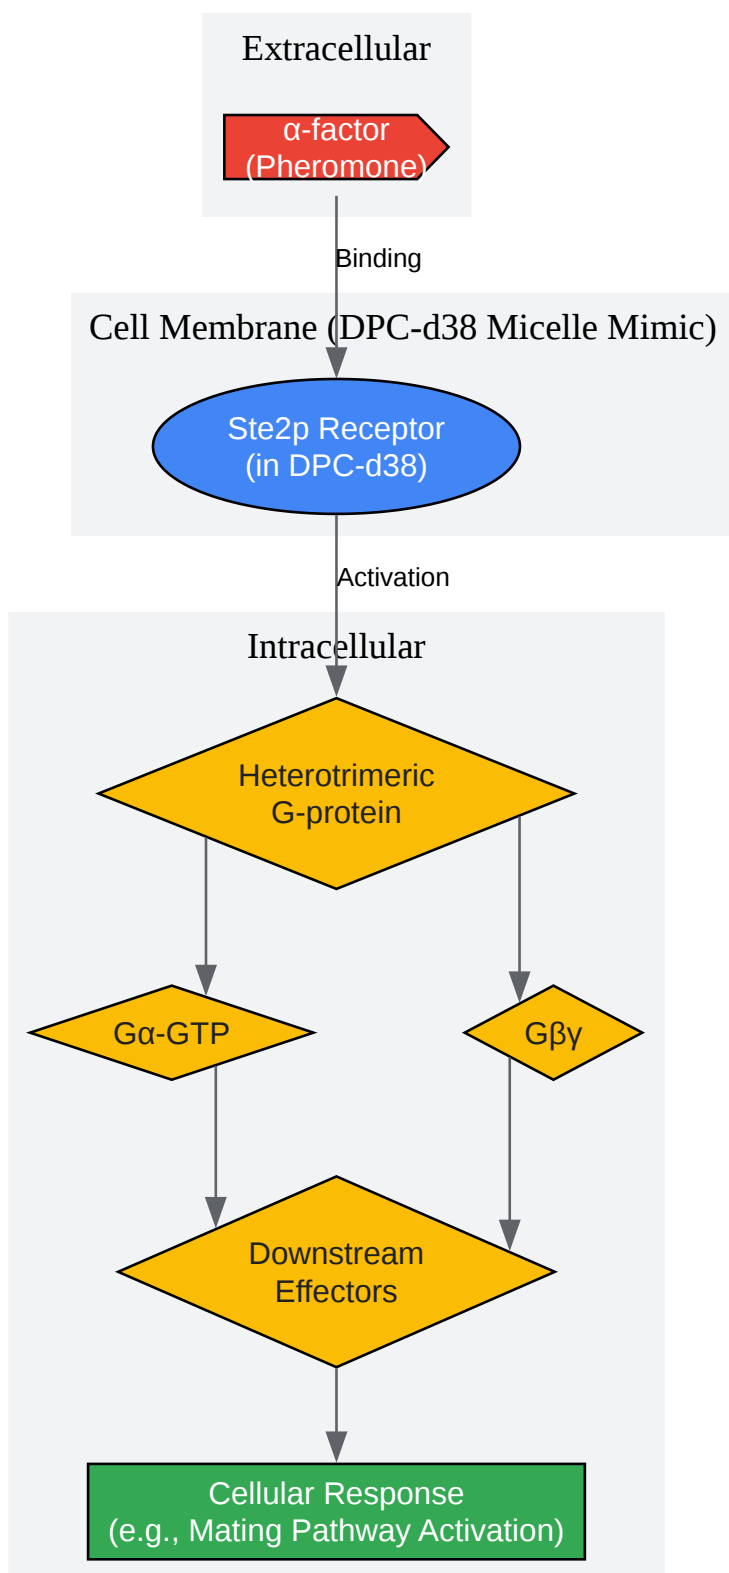 Extracellular
α-factor
(Pheromone)
Binding
Cell Membrane (DPC-d38 Micelle Mimic)
Ste2p Receptor
(in DPC-d38)
Activation
Intracellular
Heterotrimeric
G-protein
Gα-GTP
Gβγ
Downstream
Effectors
Cellular Response
(e.g., Mating Pathway Activation)